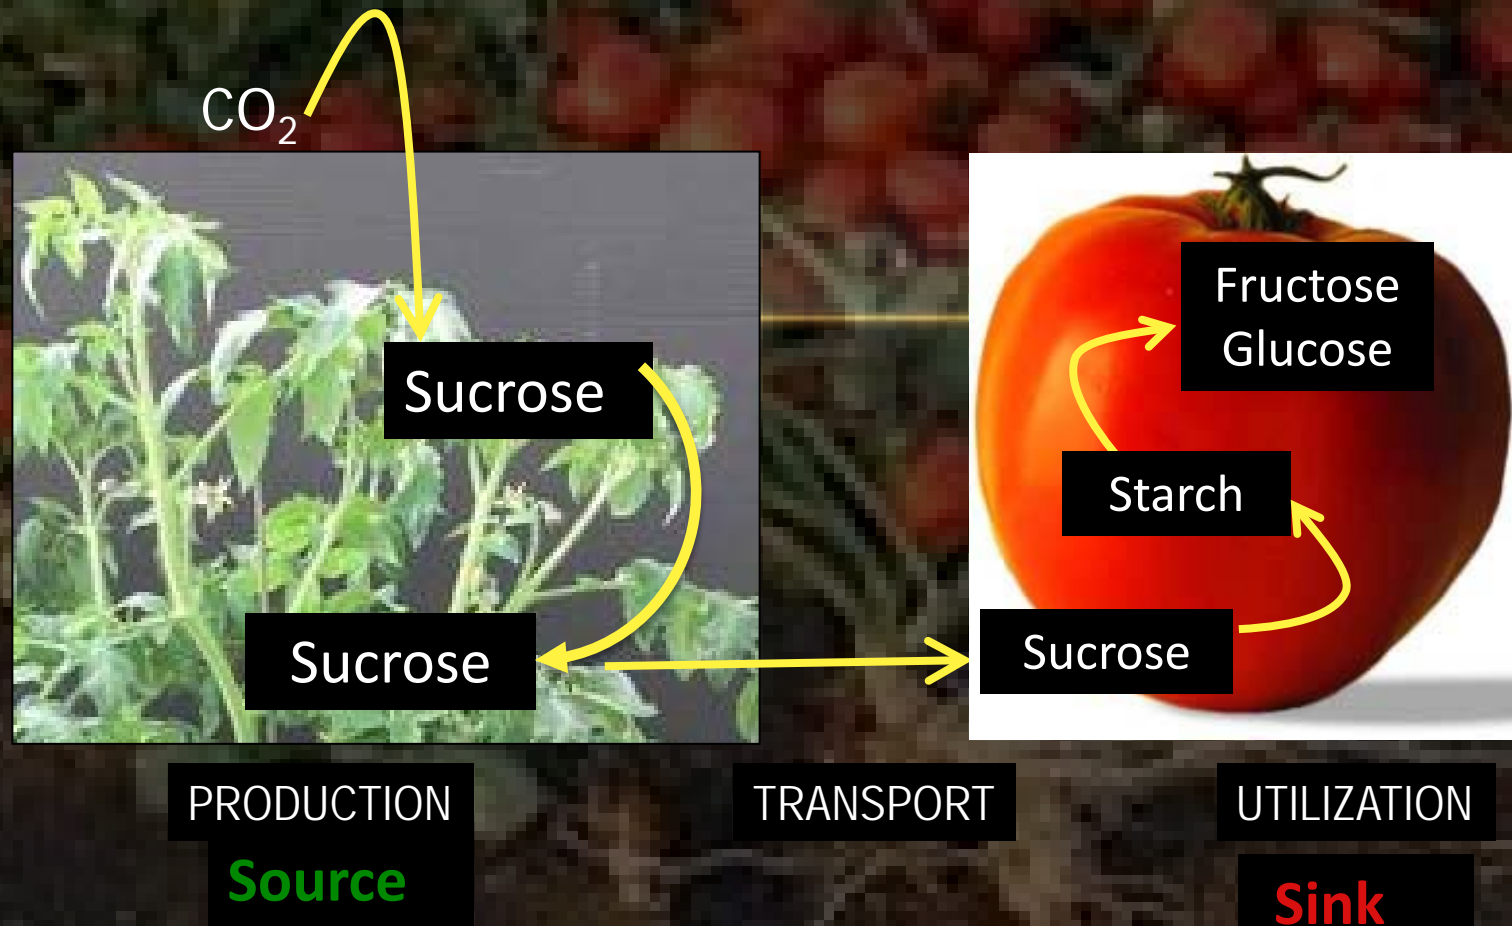 CO₂
Sucrose
Sucrose
Fructose
Glucose
Starch
Sucrose
PRODUCTION
Source
TRANSPORT
UTILIZATION
Sink